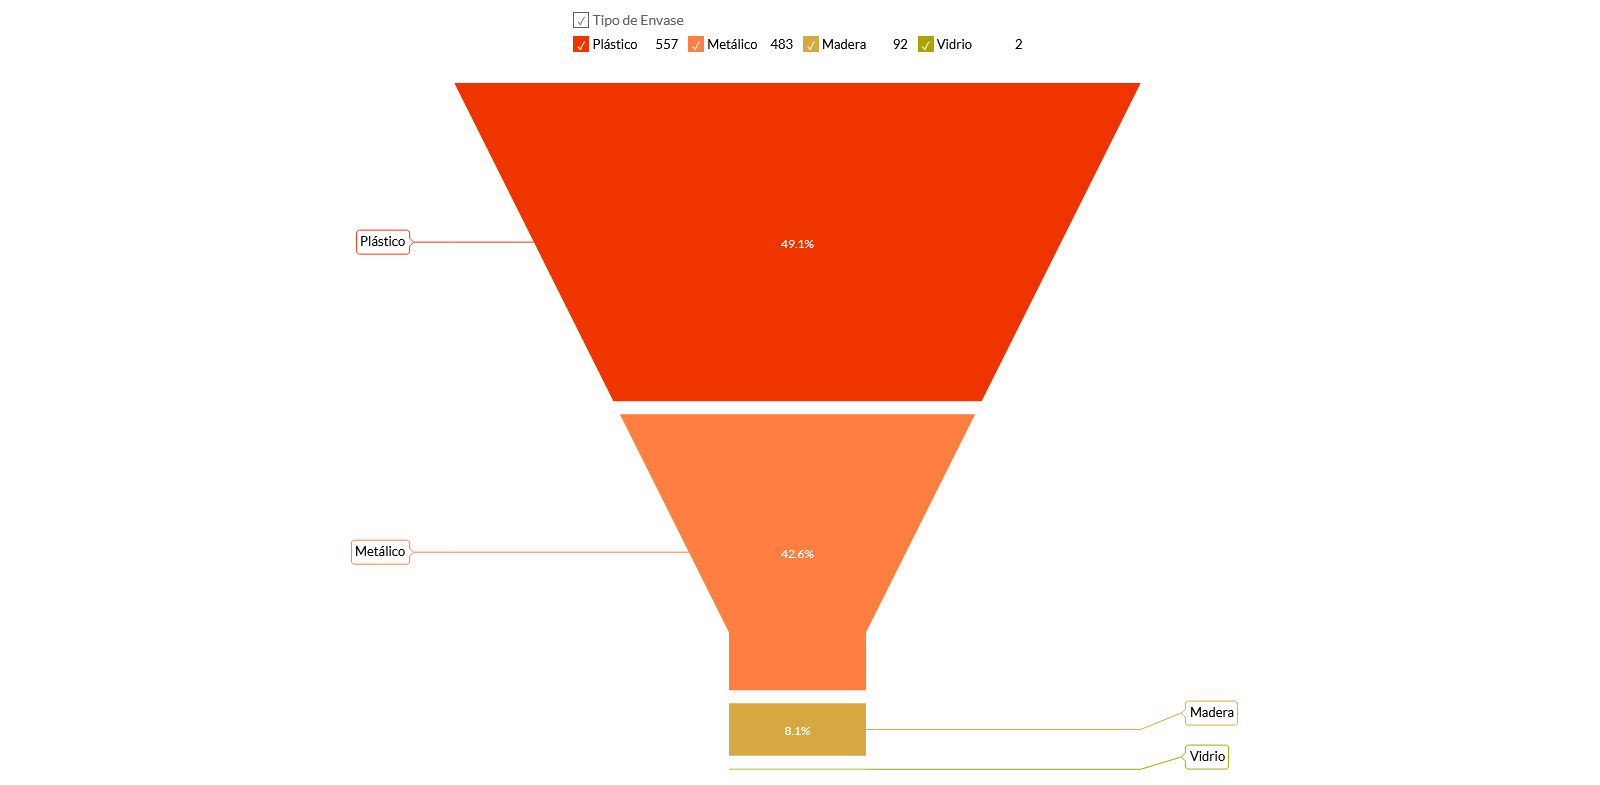 Tipo de Envase
Plástico 557 Metálico 483 Madera 92 Vidrio 2
Plástico
49.1%
Metálico
42.6%
Madera
8.1%
Vidrio